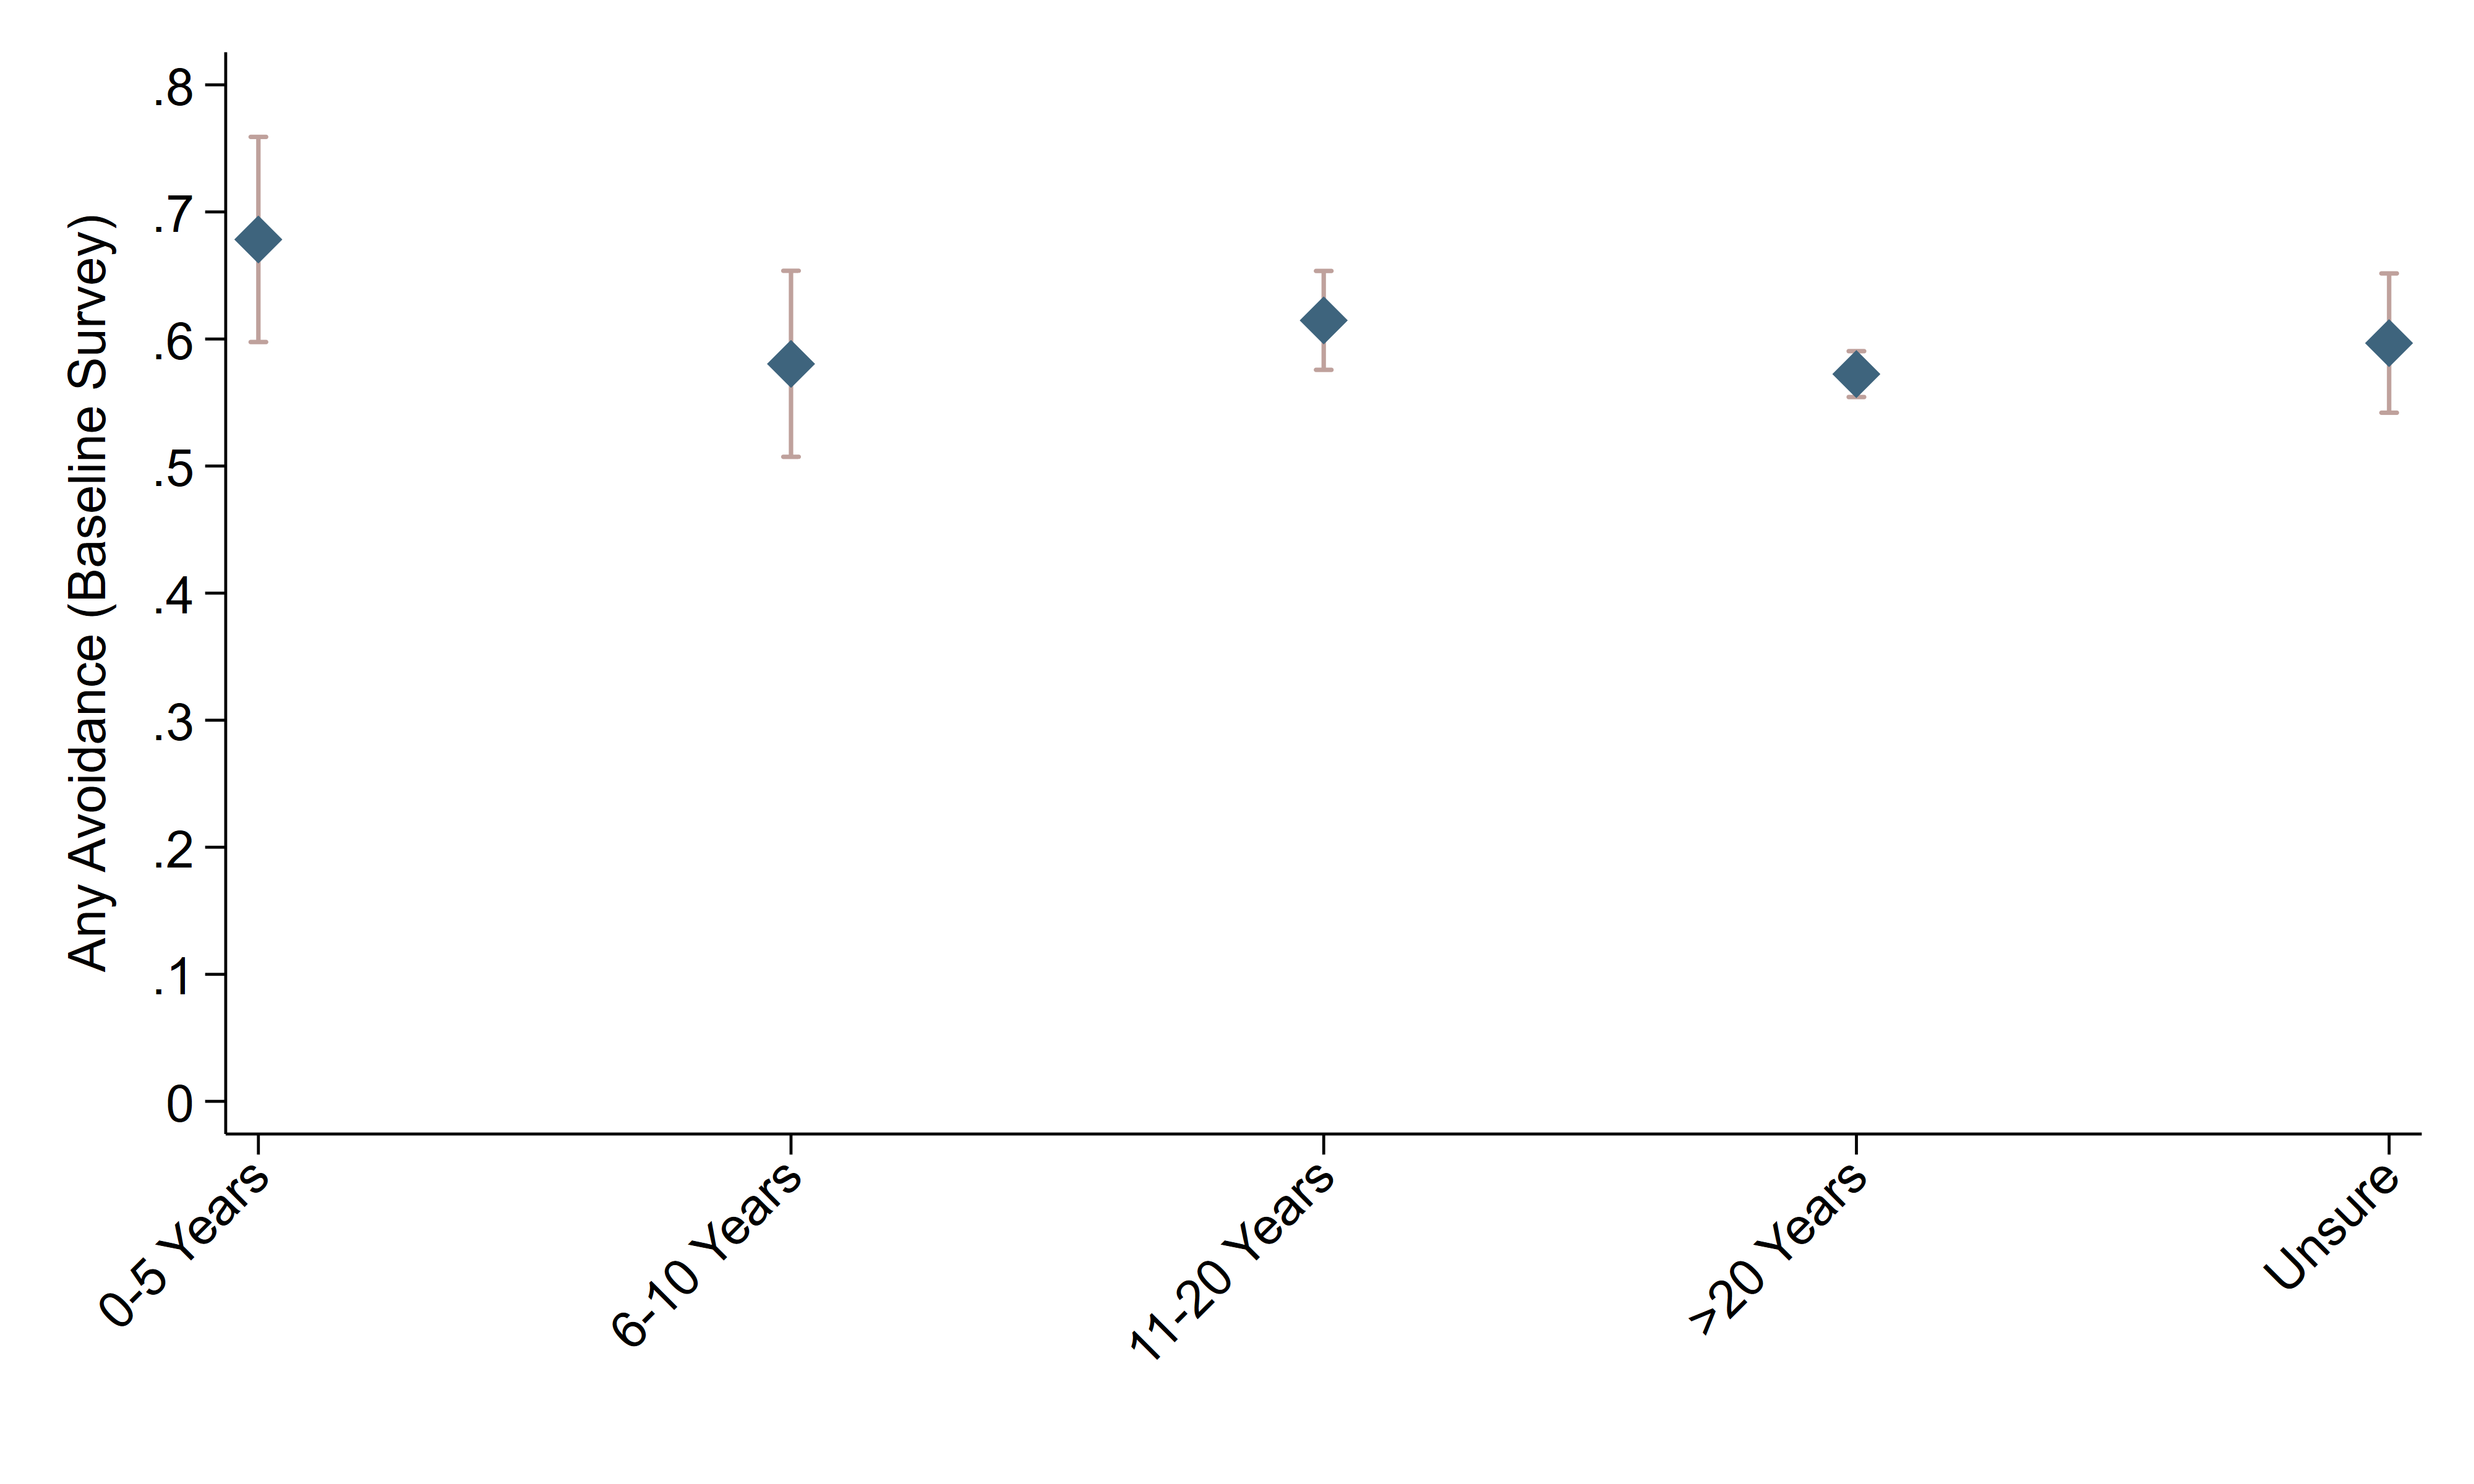 Any Avoidance (Baseline Survey)
.8
.7
.6
.5
.4
.3
.2
.1
0
0-5 Years
6-10 Years
11-20 Years
>20 Years
Unsure